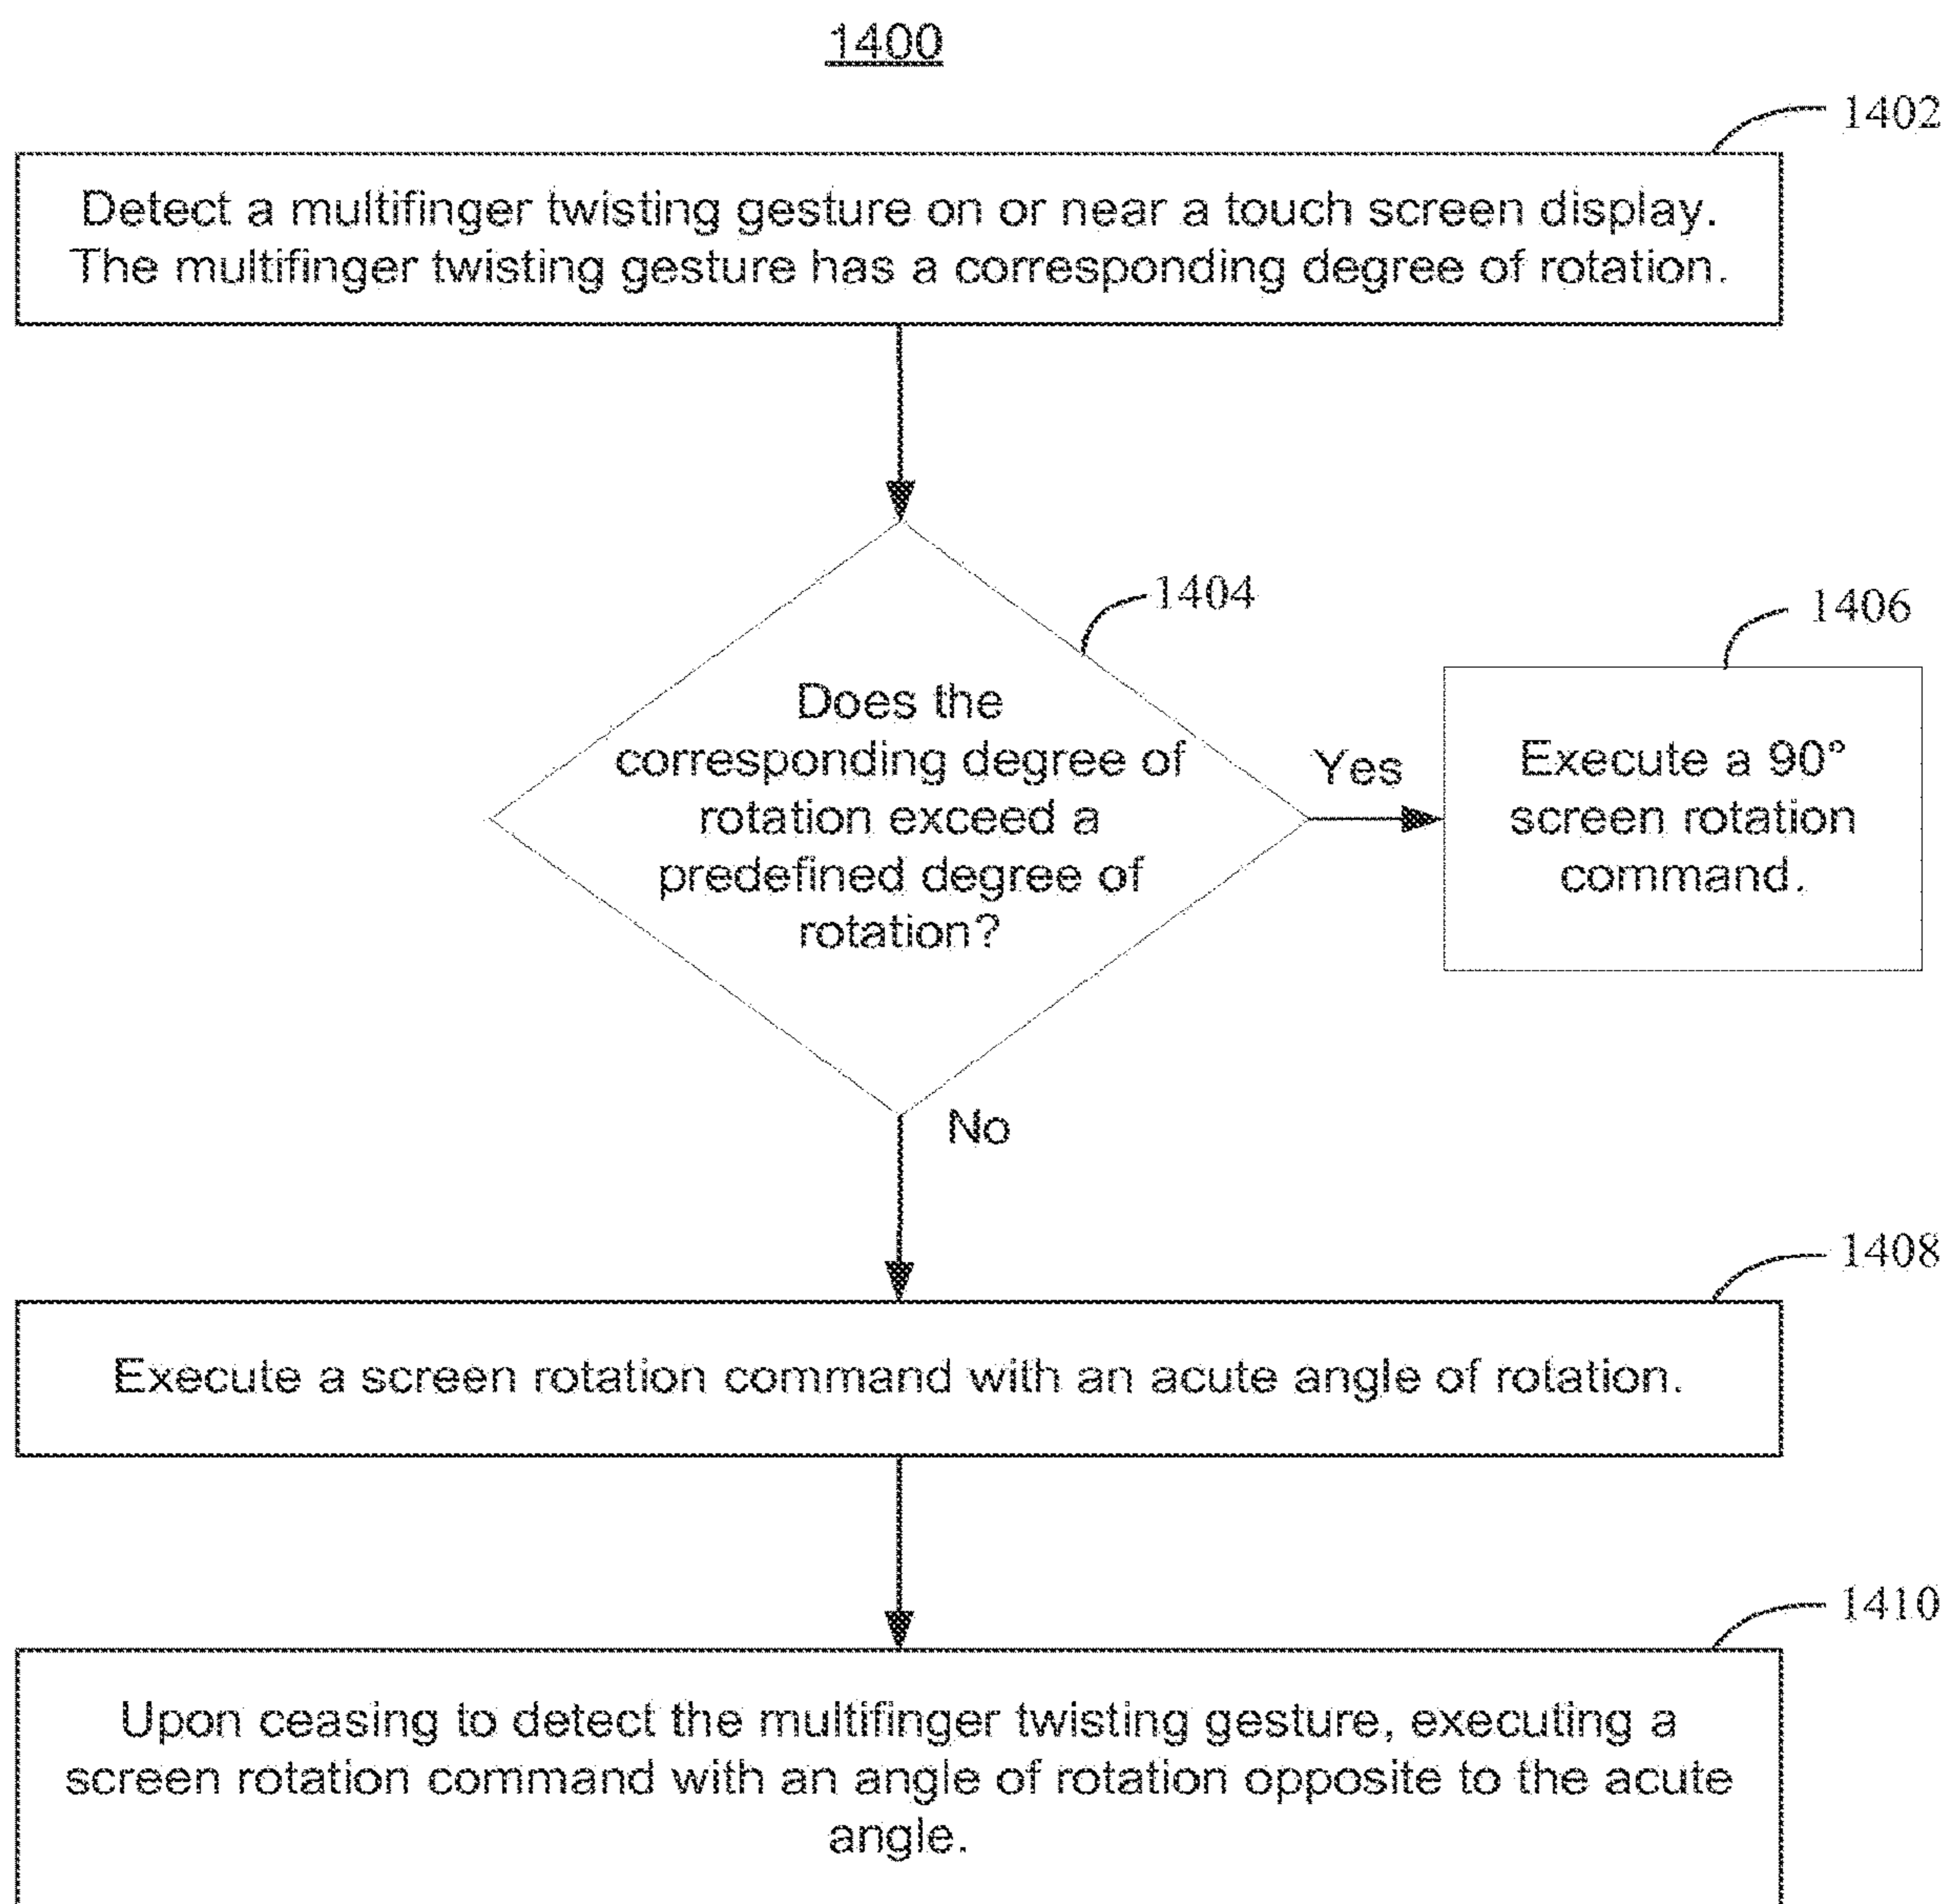 1400
1402
Detect a multifinger twisting gesture on or near a touch screen display.
The multifinger twisting gesture has a corresponding degree of rotation.
1404
Does the
corresponding degree of
rotation exceed a
predefined degree of
rotation?
Yes
1406
Execute a 90°
screen rotation
command.
No
1408
Execute a screen rotation command with an acute angle of rotation.
1410
Upon ceasing to detect the multifinger twisting gesture, executing a
screen rotation command with an angle of rotation opposite to the acute
angle.